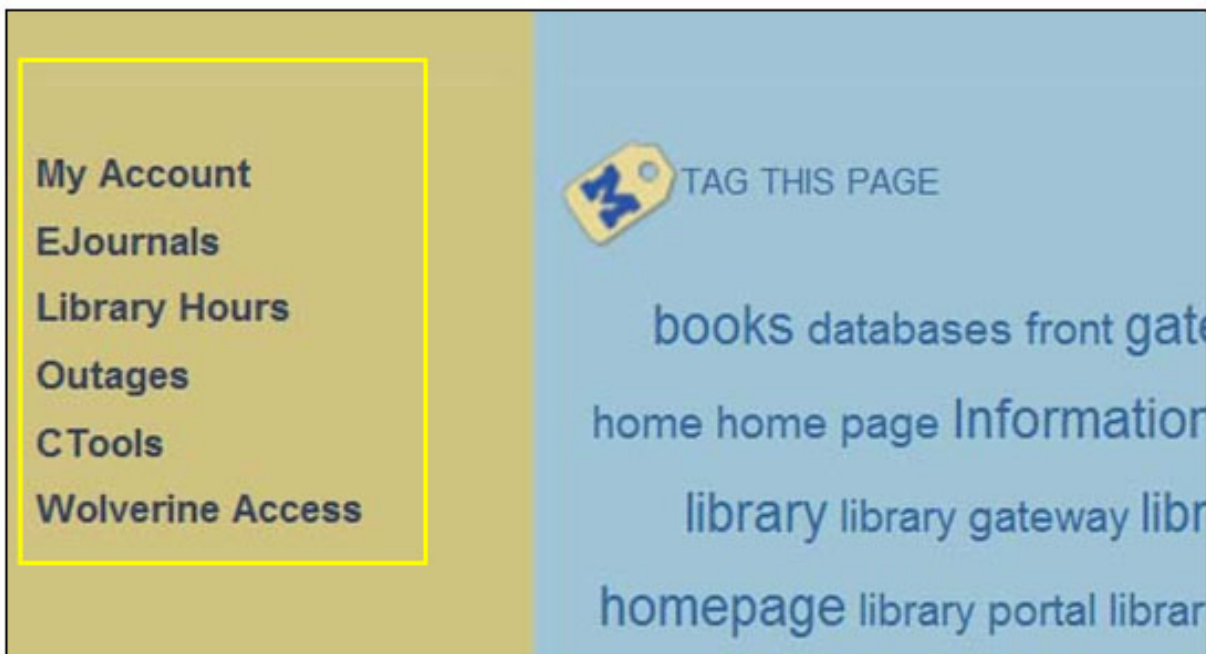 My Account
EJournals
Library Hours
Outages
CTools
Wolverine Access
M TAG THIS PAGE
books databases front
home home page Information
library library gateway
homepage library portal